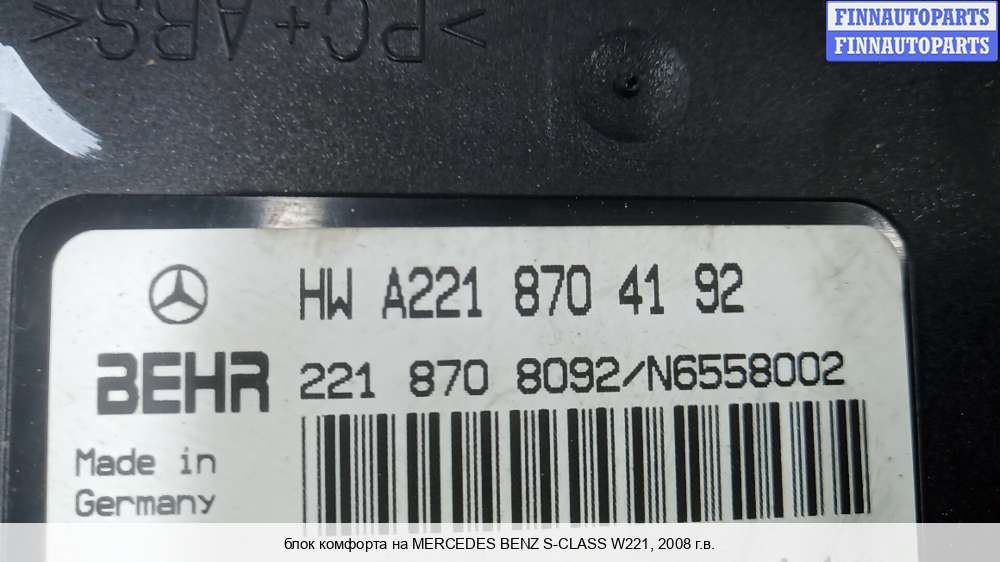 FINNAUTOPARTS
FINNAUTOPARTS
>PC+ABS<
HW A221 870 41 92
BEHR
221 870 8092/N6558002
Made in
Germany
блок комфорта на MERCEDES BENZ S-CLASS W221, 2008 г.в.